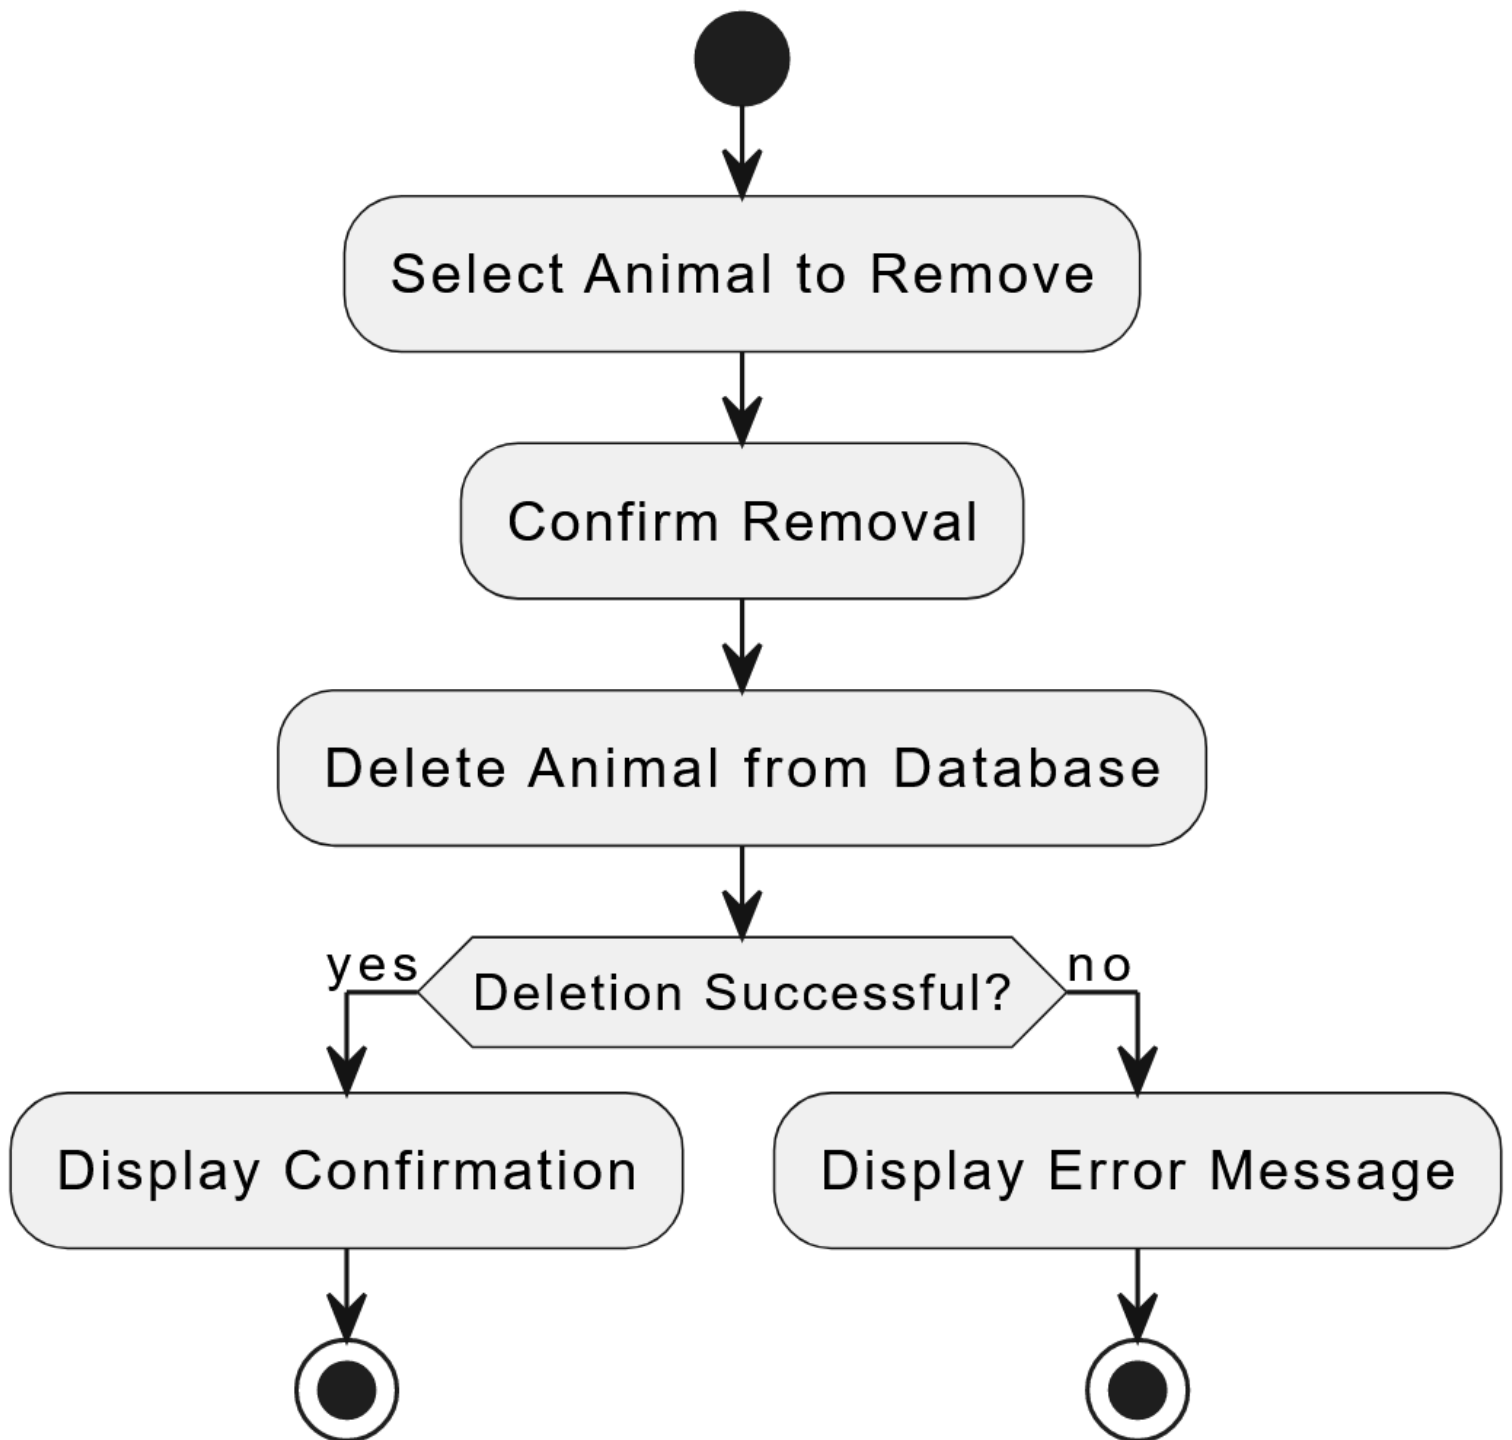 Select Animal to Remove
Confirm Removal
Delete Animal from Database
yes
Deletion Successful?
no
Display Confirmation
Display Error Message